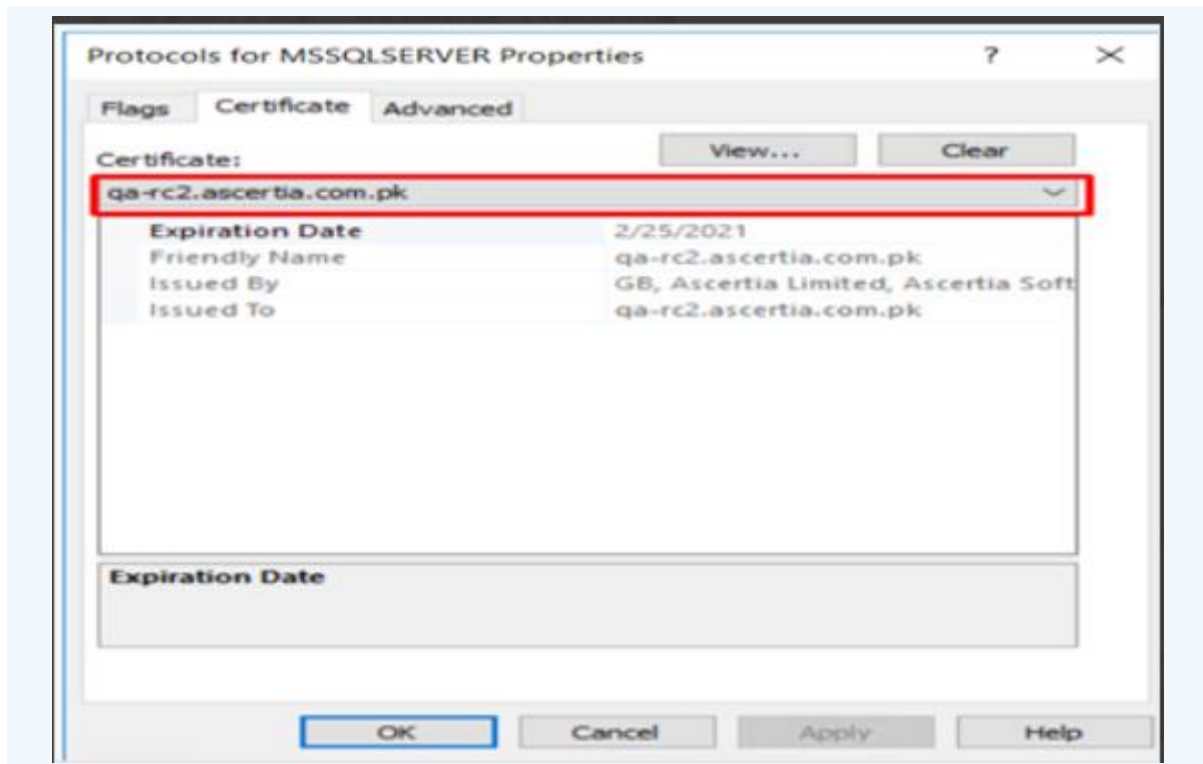 Protocols for MSSQLSERVER Properties ? ×
Flags Certificate Advanced
Certificate: View... Clear
qa-rc2.ascertia.com.pk
Expiration Date 2/25/2021
Friendly Name qa-rc2.ascertia.com.pk
Issued By GB, Ascertia Limited, Ascertia Soft
Issued To qa-rc2.ascertia.com.pk
Expiration Date
OK Cancel Apply Help